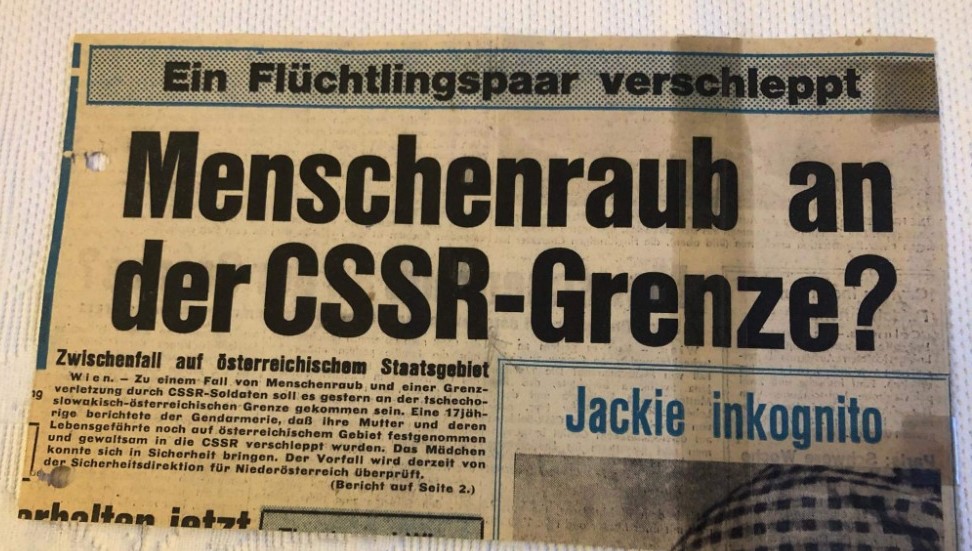 Ein Flüchtlingspaar verschleppt
Menschenraub an
der CSSR-Grenze?
Zwischenfall auf österreichischem Staatsgebiet
Wien. – Zu einem Fall von Menschenraub und einer Grenz-
verletzung durch CSSR-Soldaten soll es gestern an der tschecho-
slowakisch-österreichischen Grenze gekommen sein. Eine 17jäh-
rige berichtete der Gendarmerie, daß ihre Mutter und deren
Lebensgefährte noch auf österreichischem Gebiet festgenommen
und gewaltsam in die CSSR verschleppt wurden. Das Mädchen
konnte sich in Sicherheit bringen. Der Vorfall wird derzeit von
der Sicherheitsdirektion für Niederösterreich überprüft.
(Bericht auf Seite 2.)
Jackie inkognito
ng
erhalten jetzt